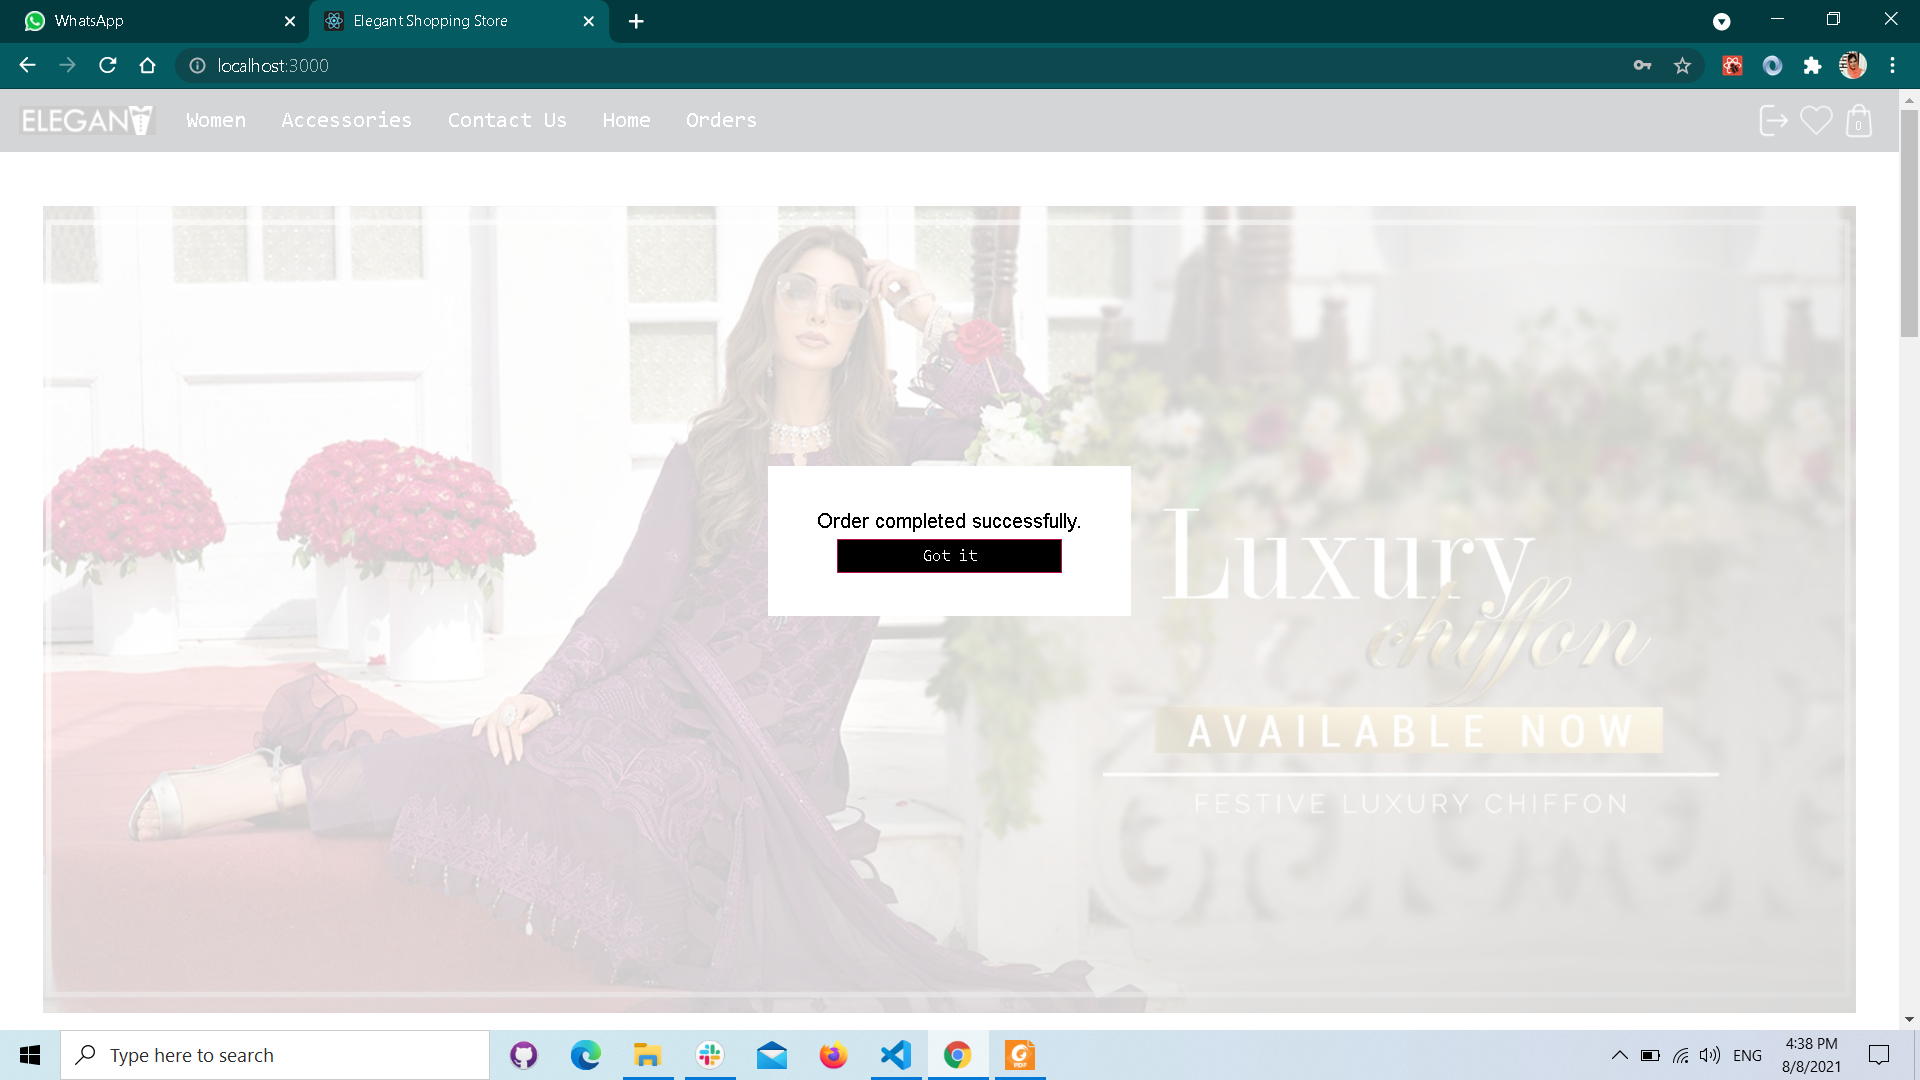 WhatsApp
Elegant Shopping Store
localhost:3000
ELEGANT
Women
Accessories
Contact Us
Home
Orders
0
Order completed successfully.
Got it
Luxury
chiffon
AVAILABLE NOW
FESTIVE LUXURY CHIFFON
Type here to search
PDF
ENG
4:38 PM
8/8/2021